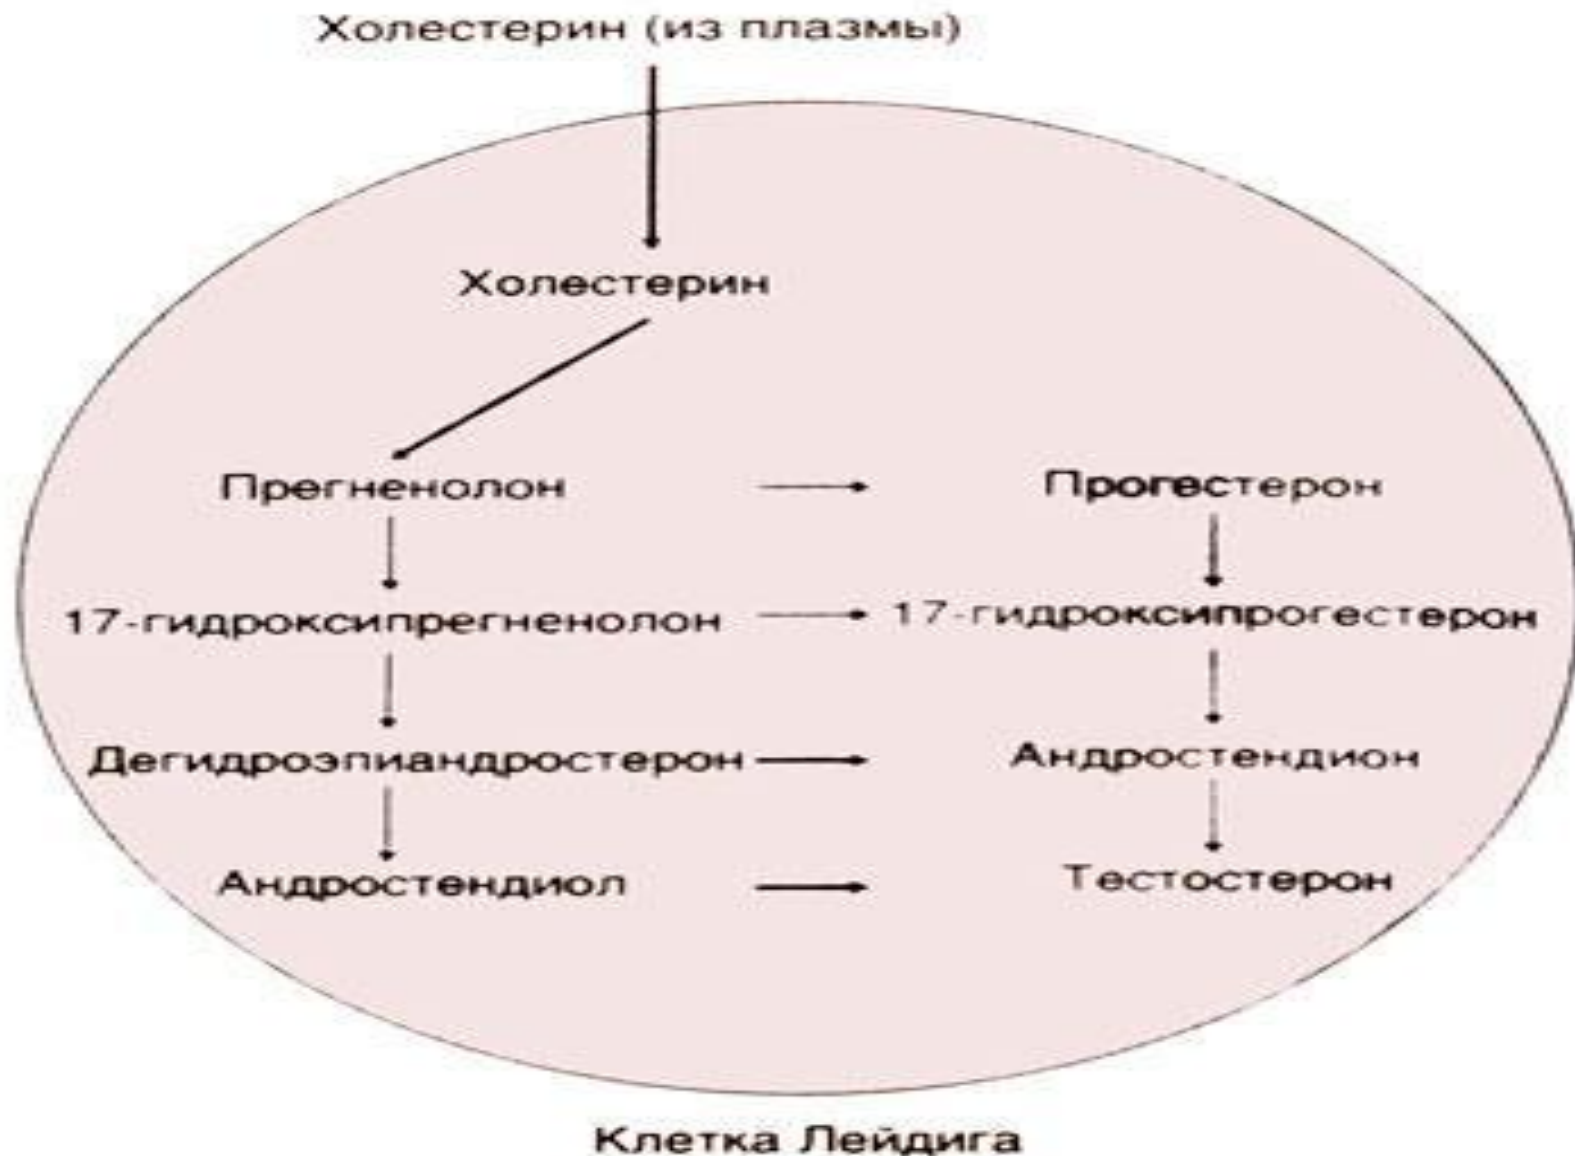 Холестерин (из плазмы)
Холестерин
Прегненолон Прогестерон
17-гидроксипрегненолон 17-гидроксипрогестерон
Дегидроэпиандростерон Андростендион
Андростендиол Тестостерон
Клетка Лейдига